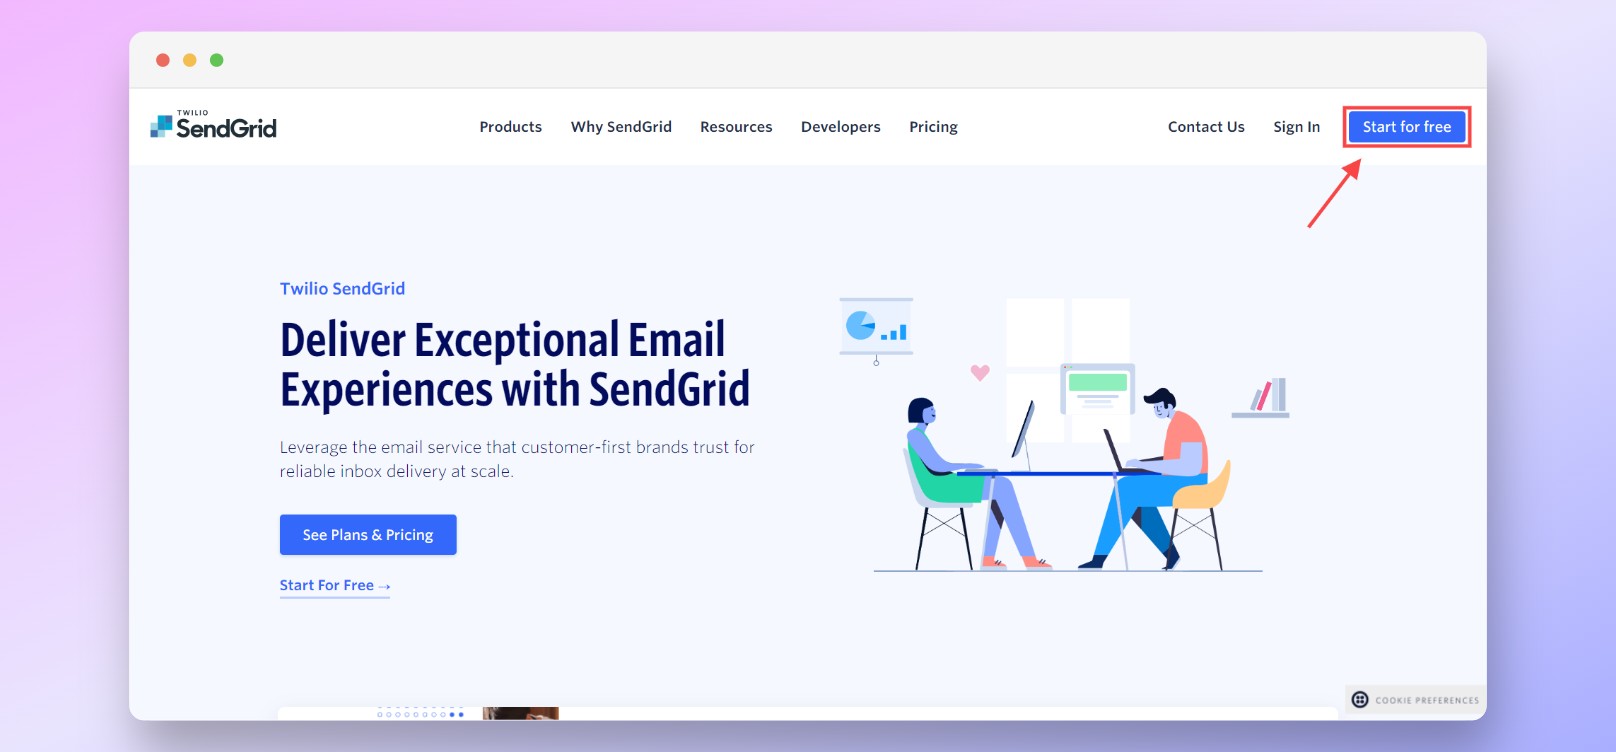 TWILIO
SendGrid
Products Why SendGrid Resources Developers Pricing Contact Us Sign In Start for free
Twilio SendGrid
Deliver Exceptional Email
Experiences with SendGrid
Leverage the email service that customer-first brands trust for
reliable inbox delivery at scale.
See Plans & Pricing
Start For Free →
COOKIE PREFERENCES